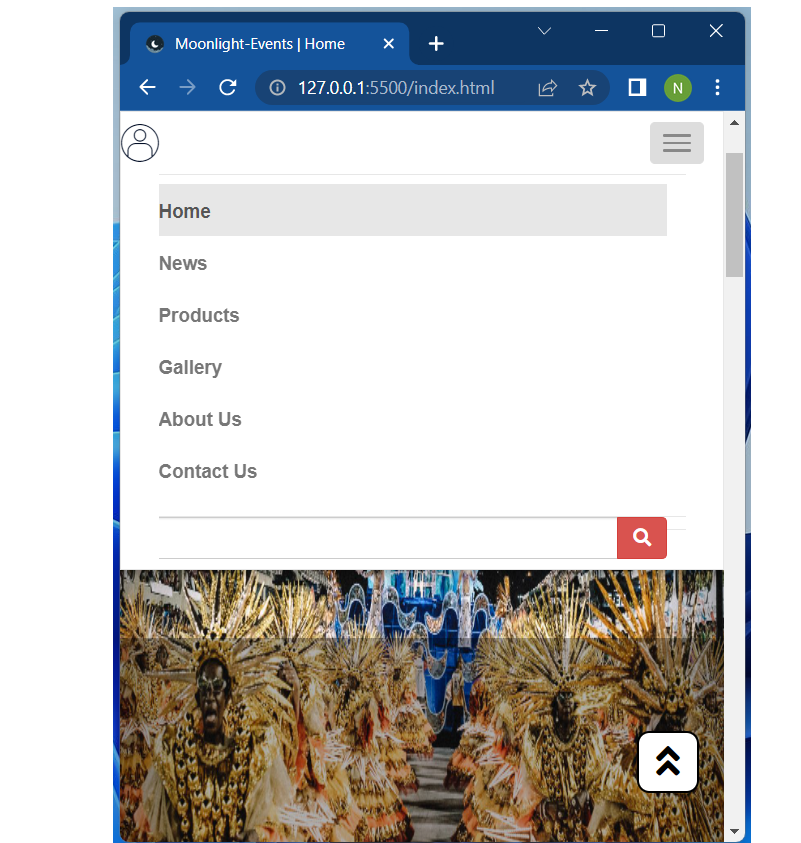 Moonlight-Events | Home
127.0.0.1:5500/index.html
N
Home
News
Products
Gallery
About Us
Contact Us